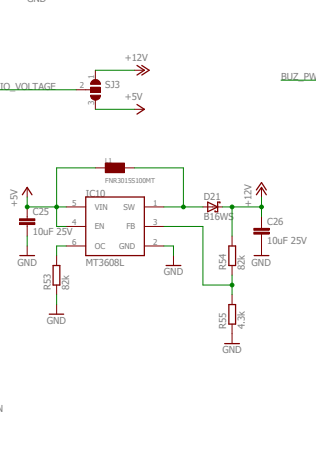 GND
+12V
IO_VOLTAGE
2
1
SJ3
3
+5V
BUZ_PW
L1
FNR3015S100MT
+5V
IC10
D21
+12V
5
VIN
SW
1
B16WS
C25
10uF 25V
4
EN
FB
3
C26
10uF 25V
6
OC
GND
2
MT3608L
GND
R53
82k
GND
GND
R54
82k
GND
R55
4.3k
GND
N